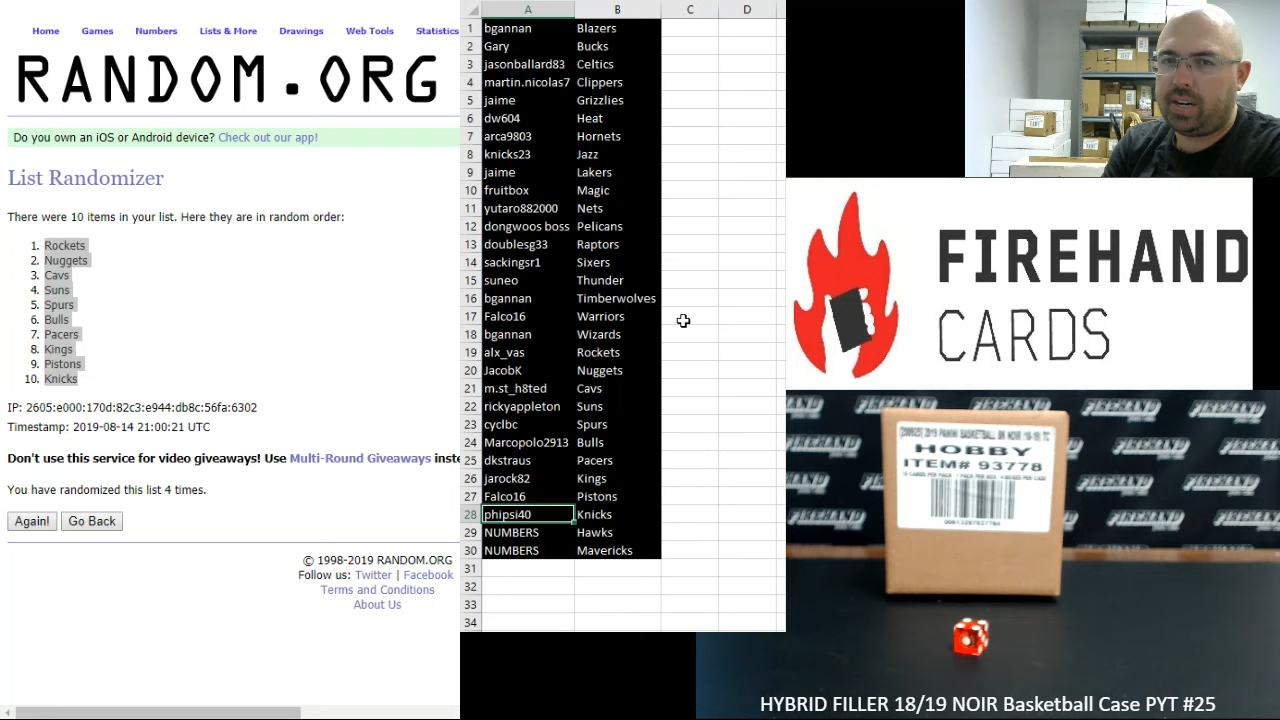 Home Games Numbers Lists & More Drawings Web Tools Statistics
RANDOM.ORG
Do you own an iOS or Android device? Check out our app!
List Randomizer
There were 10 items in your list. Here they are in random order:
1. Rockets
2. Nuggets
3. Cavs
4. Suns
5. Spurs
6. Bulls
7. Pacers
8. Kings
9. Pistons
10. Knicks
IP: 2605:e000:170d:82c3:e944:db8c:56fa:6302
Timestamp: 2019-08-14 21:00:21 UTC
Don't use this service for video giveaways! Use Multi-Round Giveaways inste
You have randomized this list 4 times.
Again! Go Back
© 1998-2019 RANDOM.ORG
Follow us: Twitter | Facebook
Terms and Conditions
About Us
A B C D
1 bgannan Blazers
2 Gary Bucks
3 jasonballard83 Celtics
4 martin.nicolas7 Clippers
5 jaime Grizzlies
6 dw604 Heat
7 arca9803 Hornets
8 knicks23 Jazz
9 jaime Lakers
10 fruitbox Magic
11 yutaro882000 Nets
12 dongwoos boss Pelicans
13 doublesg33 Raptors
14 sackingsr1 Sixers
15 suneo Thunder
16 bgannan Timberwolves
17 Falco16 Warriors
18 bgannan Wizards
19 alx_vas Rockets
20 JacobK Nuggets
21 m.st_h8ted Cavs
22 rickyappleton Suns
23 cyclbc Spurs
24 Marcopolo2913 Bulls
25 dkstraus Pacers
26 jarock82 Kings
27 Falco16 Pistons
28 phipsi40 Knicks
29 NUMBERS Hawks
30 NUMBERS Mavericks
31
32
33
34
FIREHAND
CARDS
HOBBY
ITEM# 93778
HYBRID FILLER 18/19 NOIR Basketball Case PYT #25